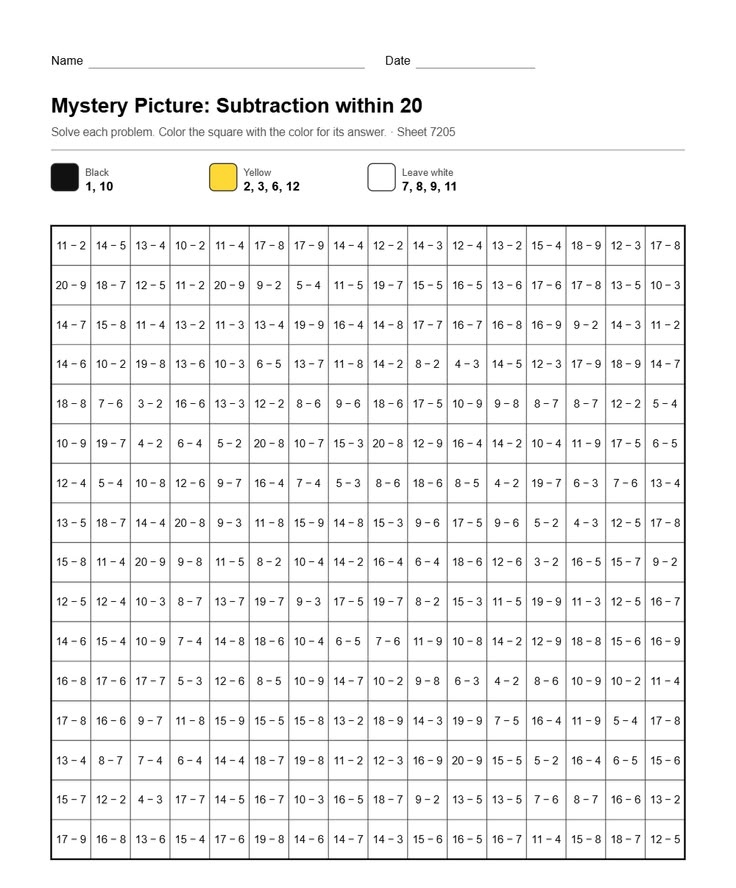 Name Date
Mystery Picture: Subtraction within 20
Solve each problem. Color the square with the color for its answer. · Sheet 7205
Black Yellow Leave white
1, 10 2, 3, 6, 12 7, 8, 9, 11
11 – 2 14 – 5 13 – 4 10 – 2 11 – 4 17 – 8 17 – 9 14 – 4 12 – 2 14 – 3 12 – 4 13 – 2 15 – 4 18 – 9 12 – 3 17 – 8
20 – 9 18 – 7 12 – 5 11 – 2 20 – 9 9 – 2 5 – 4 11 – 5 19 – 7 15 – 5 16 – 5 13 – 6 17 – 6 17 – 8 13 – 5 10 – 3
14 – 7 15 – 8 11 – 4 13 – 2 11 – 3 13 – 4 19 – 9 16 – 4 14 – 8 17 – 7 16 – 7 16 – 8 16 – 9 9 – 2 14 – 3 11 – 2
14 – 6 10 – 2 19 – 8 13 – 6 10 – 3 6 – 5 13 – 7 11 – 8 14 – 2 8 – 2 4 – 3 14 – 5 12 – 3 17 – 9 18 – 9 14 – 7
18 – 8 7 – 6 3 – 2 16 – 6 13 – 3 12 – 2 8 – 6 9 – 6 18 – 6 17 – 5 10 – 9 9 – 8 8 – 7 8 – 7 12 – 2 5 – 4
10 – 9 19 – 7 4 – 2 6 – 4 5 – 2 20 – 8 10 – 7 15 – 3 20 – 8 12 – 9 16 – 4 14 – 2 10 – 4 11 – 9 17 – 5 6 – 5
12 – 4 5 – 4 10 – 8 12 – 6 9 – 7 16 – 4 7 – 4 5 – 3 8 – 6 18 – 6 8 – 5 4 – 2 19 – 7 6 – 3 7 – 6 13 – 4
13 – 5 18 – 7 14 – 4 20 – 8 9 – 3 11 – 8 15 – 9 14 – 8 15 – 3 9 – 6 17 – 5 9 – 6 5 – 2 4 – 3 12 – 5 17 – 8
15 – 8 11 – 4 20 – 9 9 – 8 11 – 5 8 – 2 10 – 4 14 – 2 16 – 4 6 – 4 18 – 6 12 – 6 3 – 2 16 – 5 15 – 7 9 – 2
12 – 5 12 – 4 10 – 3 8 – 7 13 – 7 19 – 7 9 – 3 17 – 5 19 – 7 8 – 2 15 – 3 11 – 5 19 – 9 11 – 3 12 – 5 16 – 7
14 – 6 15 – 4 10 – 9 7 – 4 14 – 8 18 – 6 10 – 4 6 – 5 7 – 6 11 – 9 10 – 8 14 – 2 12 – 9 18 – 8 15 – 6 16 – 9
16 – 8 17 – 6 17 – 7 5 – 3 12 – 6 8 – 5 10 – 9 14 – 7 10 – 2 9 – 8 6 – 3 4 – 2 8 – 6 10 – 9 10 – 2 11 – 4
17 – 8 16 – 6 9 – 7 11 – 8 15 – 9 15 – 5 15 – 8 13 – 2 18 – 9 14 – 3 19 – 9 7 – 5 16 – 4 11 – 9 5 – 4 17 – 8
13 – 4 8 – 7 7 – 4 6 – 4 14 – 4 18 – 7 19 – 8 11 – 2 12 – 3 16 – 9 20 – 9 15 – 5 5 – 2 16 – 4 6 – 5 15 – 6
15 – 7 12 – 2 4 – 3 17 – 7 14 – 5 16 – 7 10 – 3 16 – 5 18 – 7 9 – 2 13 – 5 13 – 5 7 – 6 8 – 7 16 – 6 13 – 2
17 – 9 16 – 8 13 – 6 15 – 4 17 – 6 19 – 8 14 – 6 14 – 7 14 – 3 15 – 6 16 – 5 16 – 7 11 – 4 15 – 8 18 – 7 12 – 5